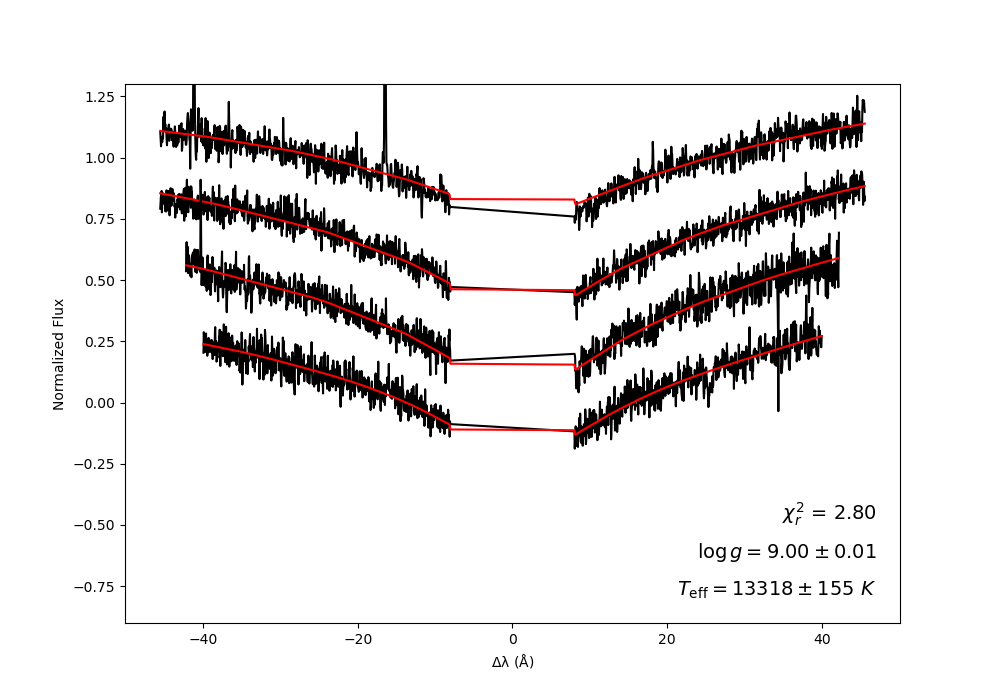 1.25
1.00
0.75
0.50
0.25
0.00
−0.25
−0.50
−0.75
Normalized Flux
χ²ᵣ = 2.80
log g = 9.00 ± 0.01
T_eff = 13318 ± 155 K
−40 −20 0 20 40
Δλ (Å)